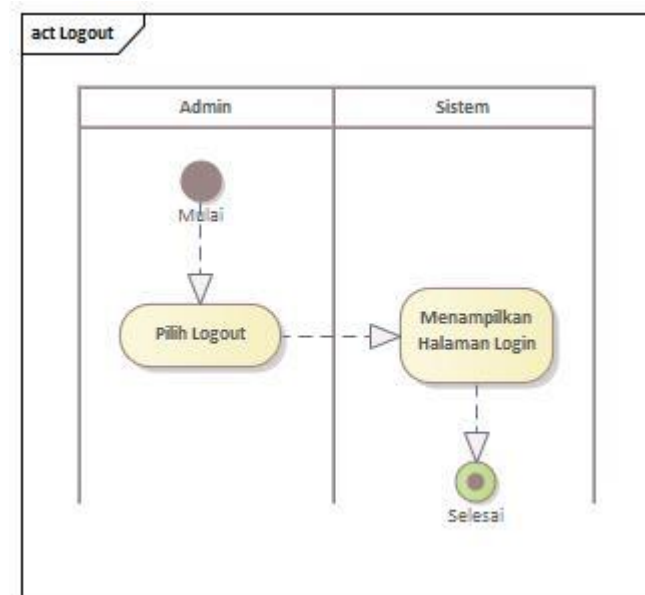 act Logout
Admin
Sistem
Mulai
Pilih Logout
Menampilkan
Halaman Login
Selesai